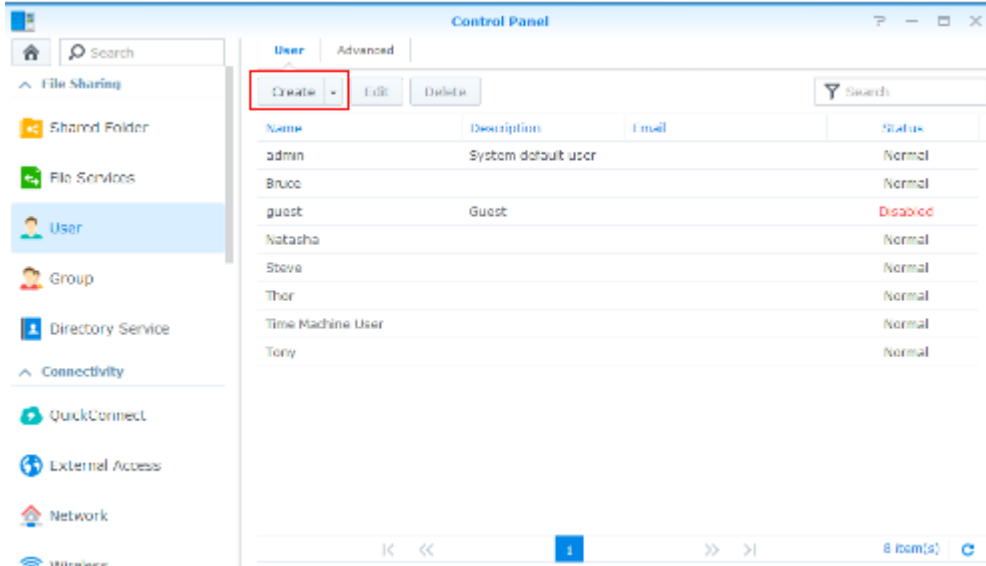 Control Panel
Search
User Advanced
File Sharing
Create Edit Delete Search
Shared Folder
Name Description Email Status
admin System default user Normal
File Services
Bruce Normal
guest Guest Disabled
User
Natasha Normal
Steve Normal
Group
Thor Normal
Directory Service
Time Machine User Normal
Tony Normal
Connectivity
QuickConnect
External Access
Network
1 8 item(s)
Wireless